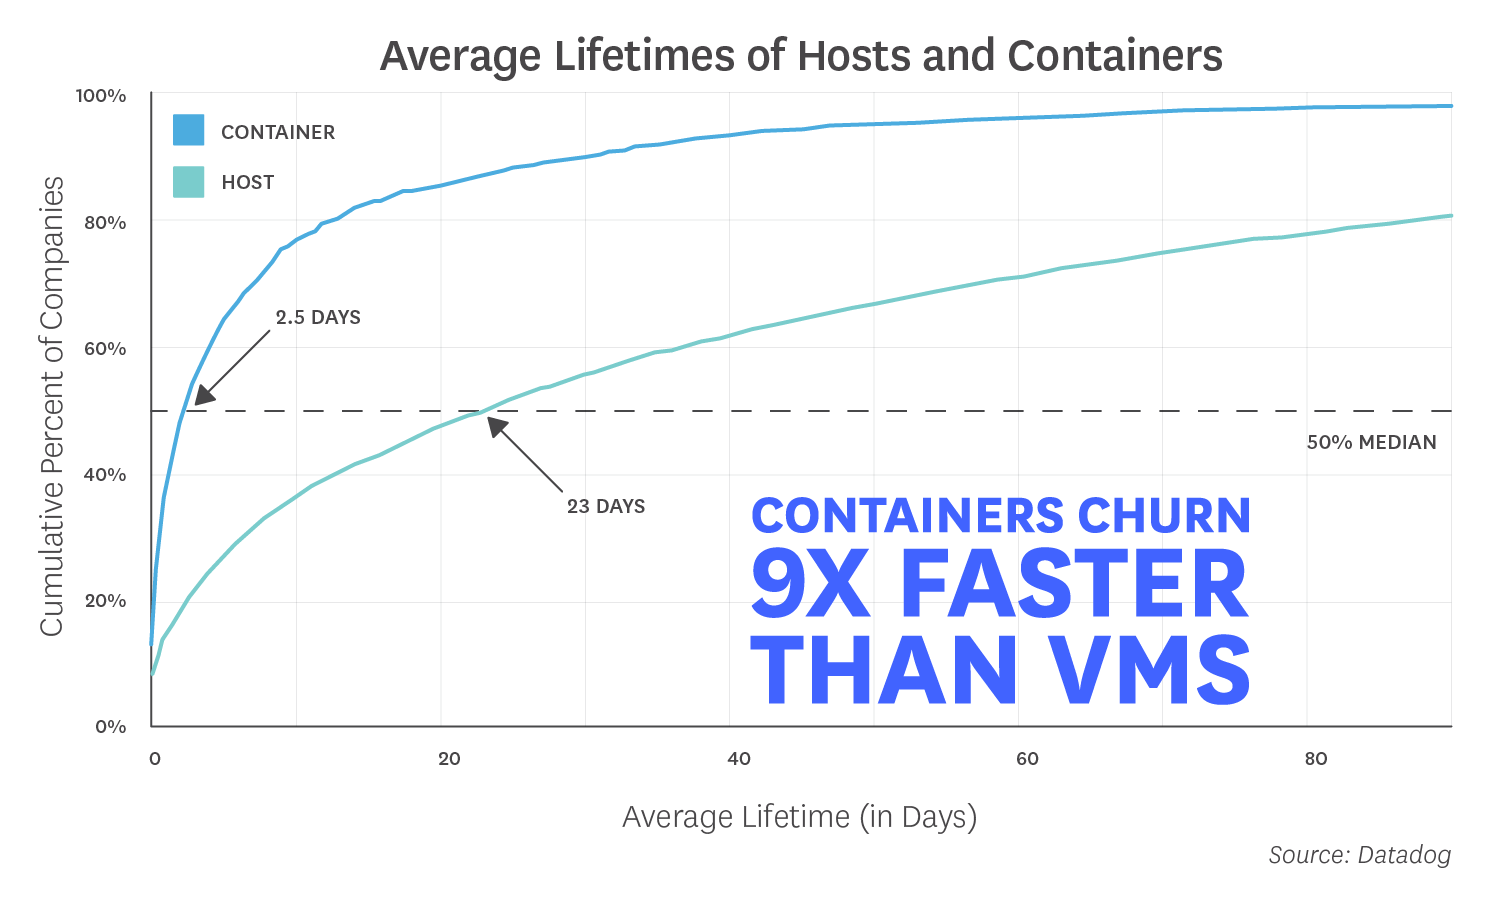 Average Lifetimes of Hosts and Containers
100%
CONTAINER
HOST
80%
2.5 DAYS
60%
50% MEDIAN
40%
23 DAYS
CONTAINERS CHURN
9X FASTER
THAN VMS
20%
0%
Cumulative Percent of Companies
0 20 40 60 80
Average Lifetime (in Days)
Source: Datadog